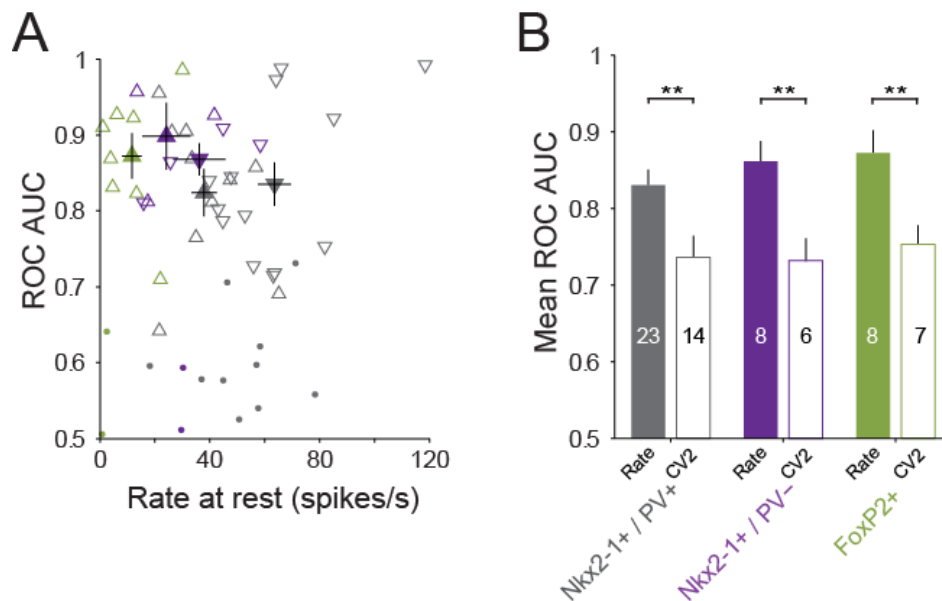 A
ROC AUC
1
0.9
0.8
0.7
0.6
0.5
0
40
80
120
Rate at rest (spikes/s)
B
Mean ROC AUC
1
0.9
0.8
0.7
0.6
0.5
**
**
**
23
14
8
6
8
7
Rate
CV2
Rate
CV2
Rate
CV2
Nkx2-1+ / PV+
Nkx2-1+ / PV–
FoxP2+